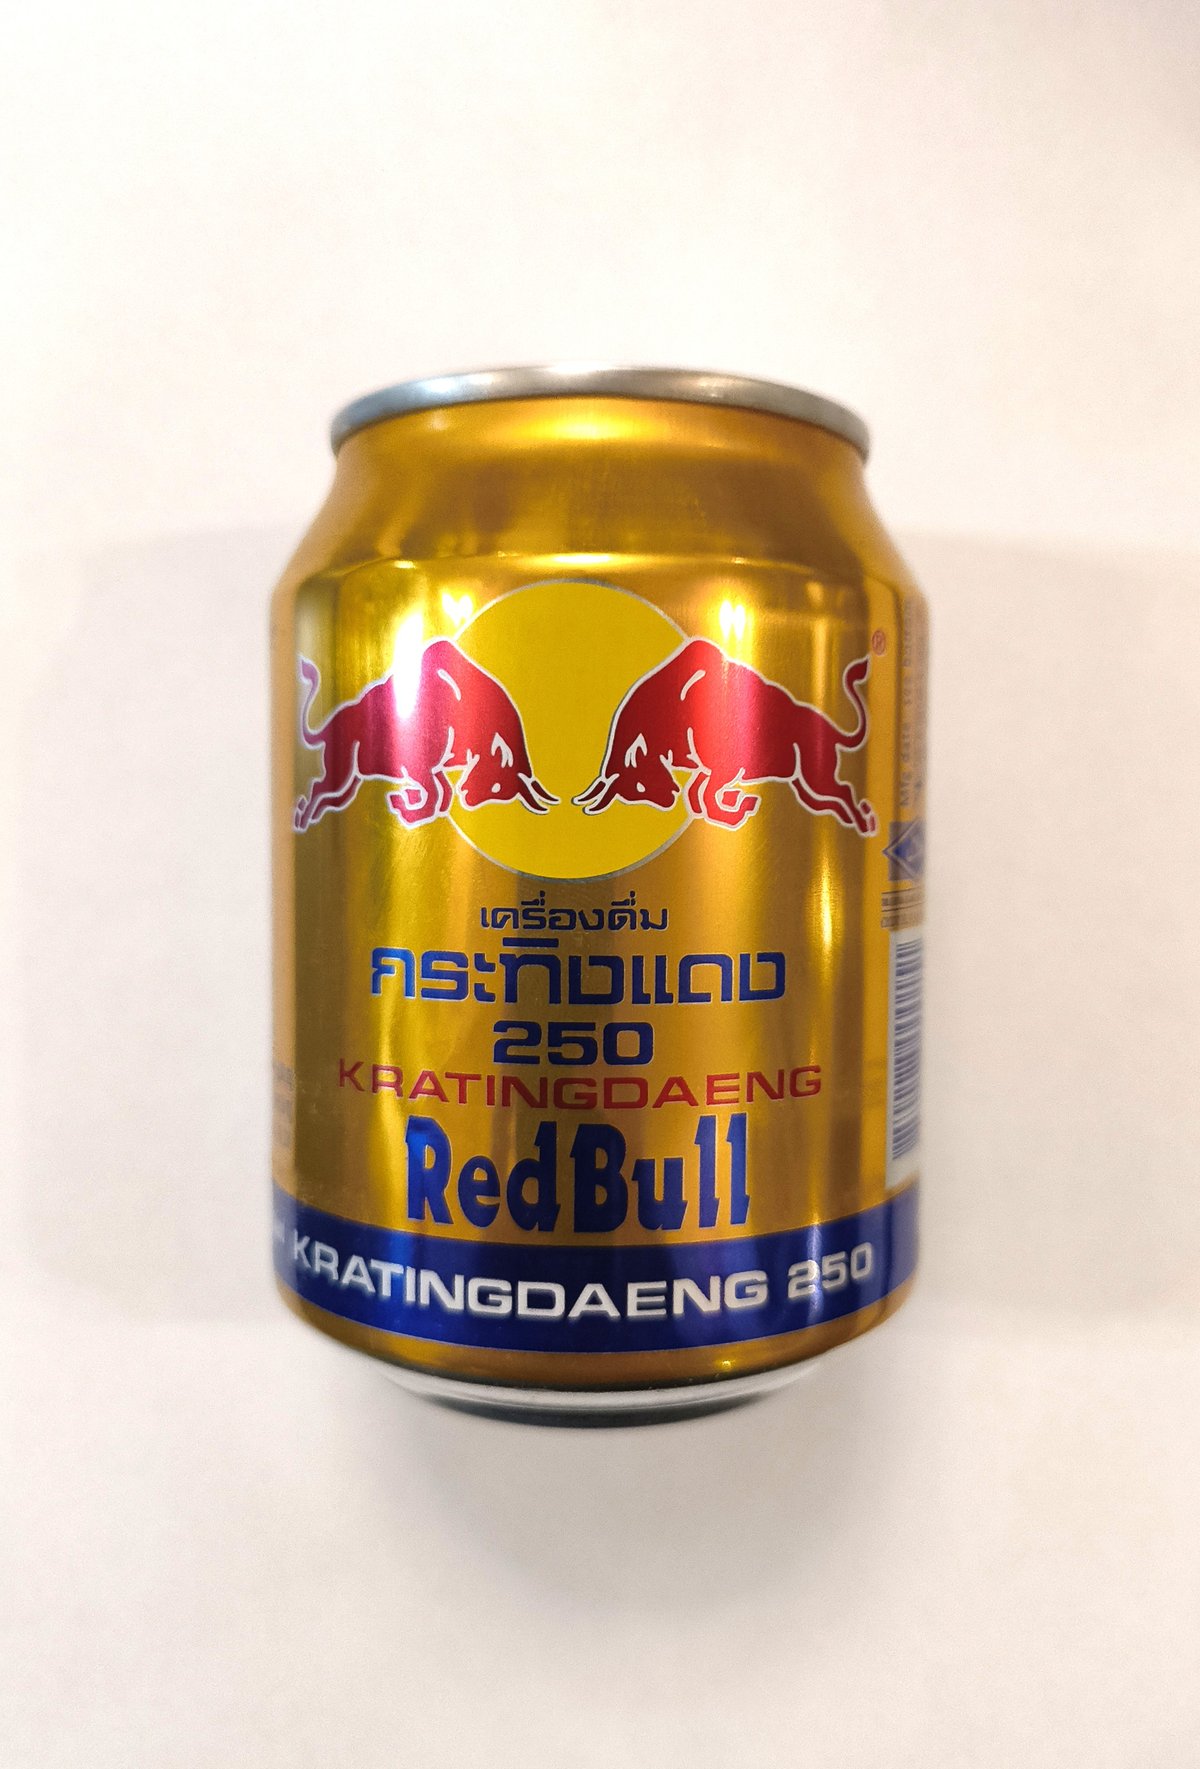 ®
เครื่องดื่ม
กระทิงแดง
250
KRATINGDAENG
RedBull
KRATINGDAENG 250